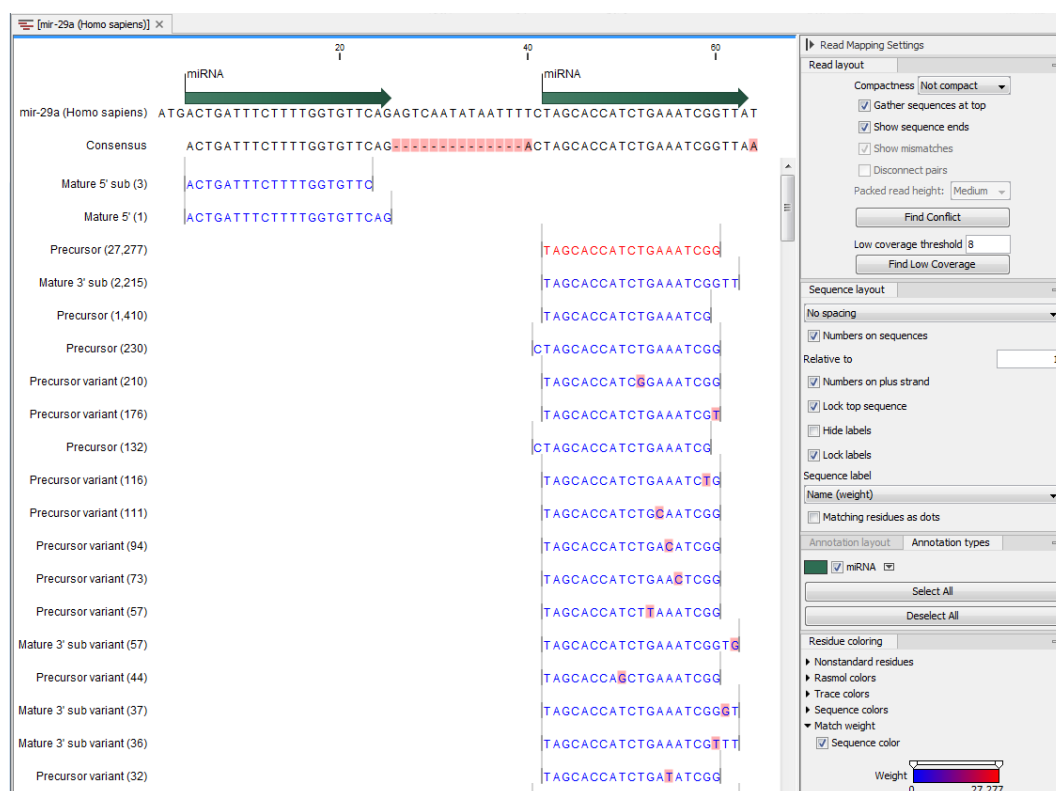 [mir-29a (Homo sapiens)]
20 40 60
miRNA miRNA
mir-29a (Homo sapiens) ATGACTGATTTCTTTTGGTGTTCAGAGTCAATATAATTTTCTAGCACCATCTGAAATCGGTTAT
Consensus ACTGATTTCTTTTGGTGTTCAG---------------ACTAGCACCATCTGAAATCGGTTAA
Mature 5' sub (3) ACTGATTTCTTTTGGTGTTC
Mature 5' (1) ACTGATTTCTTTTGGTGTTCAG
Precursor (27,277) TAGCACCATCTGAAATCGG
Mature 3' sub (2,215) TAGCACCATCTGAAATCGGTT
Precursor (1,410) TAGCACCATCTGAAATCG
Precursor (230) CTAGCACCATCTGAAATCGG
Precursor variant (210) TAGCACCATCGGAAATCGG
Precursor variant (176) TAGCACCATCTGAAATCGT
Precursor (132) CTAGCACCATCTGAAATCG
Precursor variant (116) TAGCACCATCTGAAATCTG
Precursor variant (111) TAGCACCATCTGCAATCGG
Precursor variant (94) TAGCACCATCTGACATCGG
Precursor variant (73) TAGCACCATCTGAACTCGG
Precursor variant (57) TAGCACCATCTTAAATCGG
Mature 3' sub variant (57) TAGCACCATCTGAAATCGGTG
Precursor variant (44) TAGCACCAGCTGAAATCGG
Mature 3' sub variant (37) TAGCACCATCTGAAATCGGGT
Mature 3' sub variant (36) TAGCACCATCTGAAATCGTTT
Precursor variant (32) TAGCACCATCTGATATCGG
Read Mapping Settings
Read layout
Compactness Not compact
Gather sequences at top
Show sequence ends
Show mismatches
Disconnect pairs
Packed read height: Medium
Find Conflict
Low coverage threshold 8
Find Low Coverage
Sequence layout
No spacing
Numbers on sequences
Relative to 1
Numbers on plus strand
Lock top sequence
Hide labels
Lock labels
Sequence label
Name (weight)
Matching residues as dots
Annotation layout Annotation types
miRNA
Select All
Deselect All
Residue coloring
Nonstandard residues
Rasmol colors
Trace colors
Sequence colors
Match weight
Sequence color
Weight
0 27,277